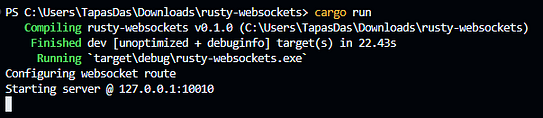 PS C:\Users\TapasDas\Downloads\rusty-websockets> cargo run
Compiling rusty-websockets v0.1.0 (C:\Users\TapasDas\Downloads\rusty-websockets)
Finished dev [unoptimized + debuginfo] target(s) in 22.43s
Running `target\debug\rusty-websockets.exe`
Configuring websocket route
Starting server @ 127.0.0.1:10010